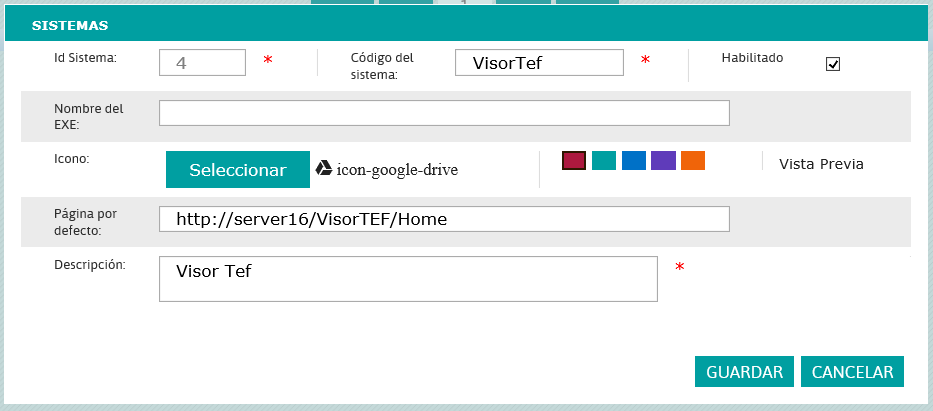 SISTEMAS
Id Sistema: 4 * Código del sistema: VisorTef * Habilitado
Nombre del EXE:
Icono: Seleccionar icon-google-drive Vista Previa
Página por defecto: http://server16/VisorTEF/Home
Descripción: Visor Tef *
GUARDAR CANCELAR